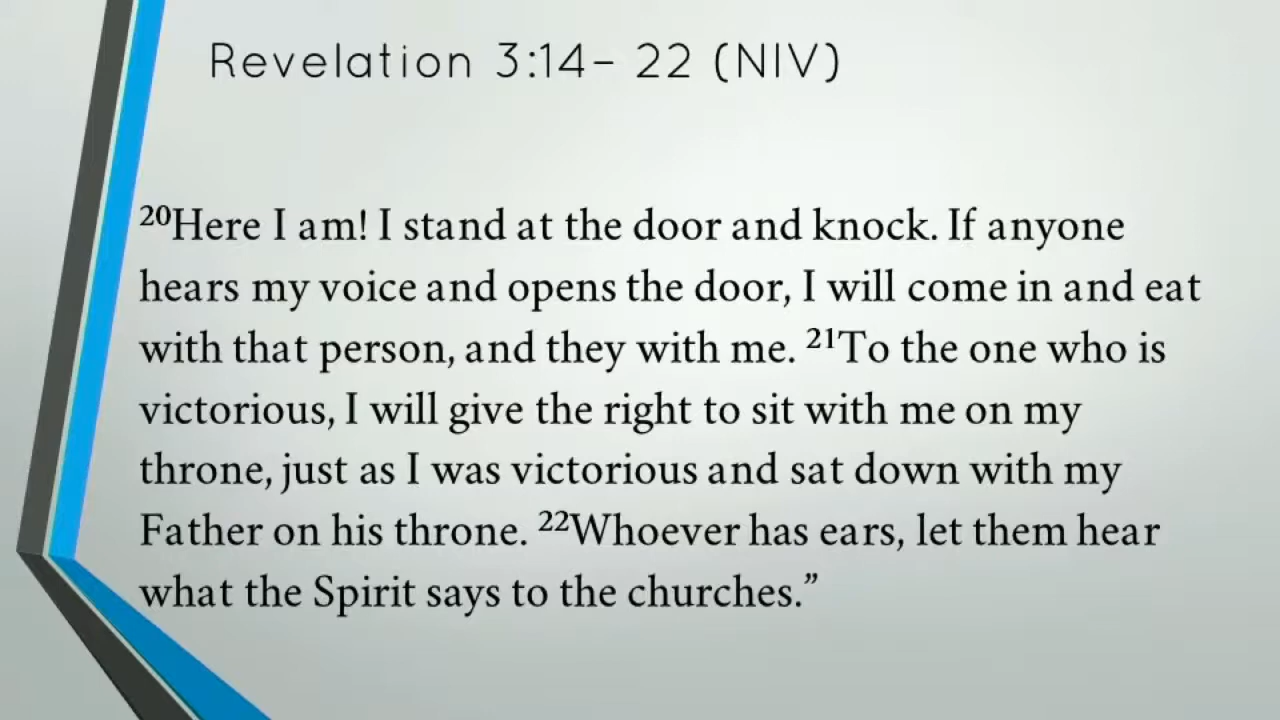 Revelation 3:14– 22 (NIV)
²⁰Here I am! I stand at the door and knock. If anyone
hears my voice and opens the door, I will come in and eat
with that person, and they with me. ²¹To the one who is
victorious, I will give the right to sit with me on my
throne, just as I was victorious and sat down with my
Father on his throne. ²²Whoever has ears, let them hear
what the Spirit says to the churches.”